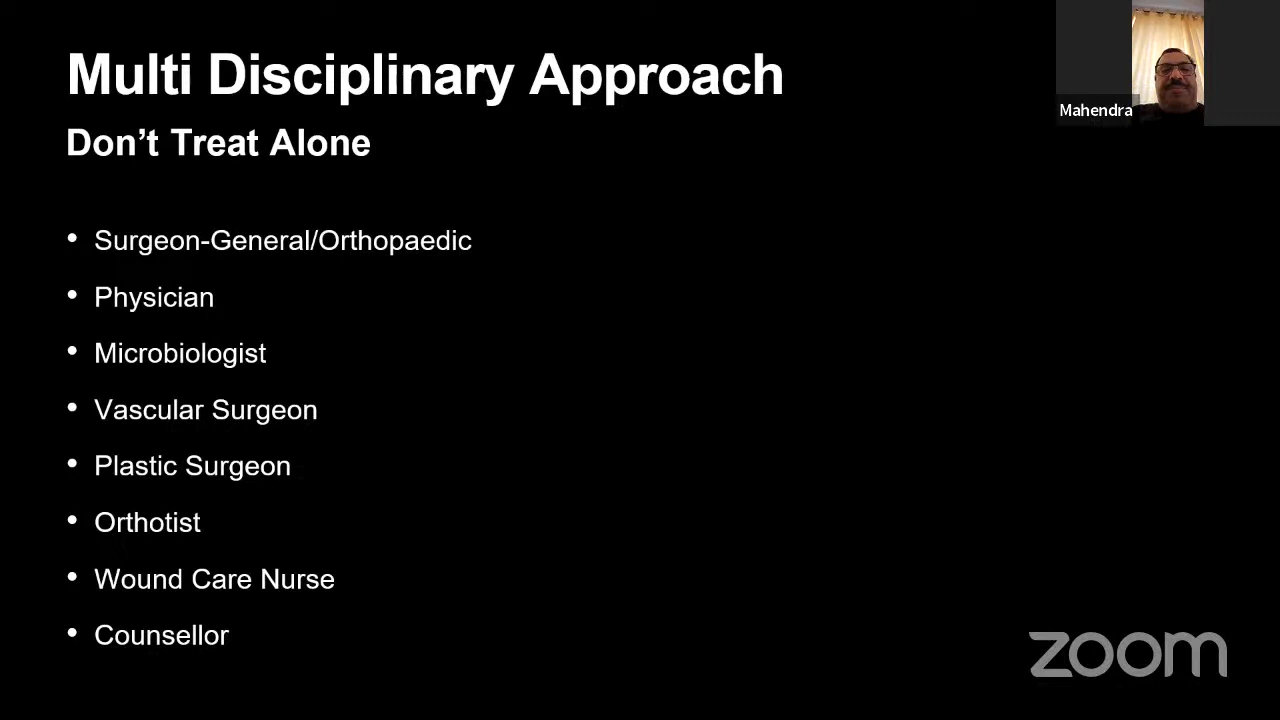 Multi Disciplinary Approach
Don’t Treat Alone
Mahendra
• Surgeon-General/Orthopaedic
• Physician
• Microbiologist
• Vascular Surgeon
• Plastic Surgeon
• Orthotist
• Wound Care Nurse
• Counsellor
zoom